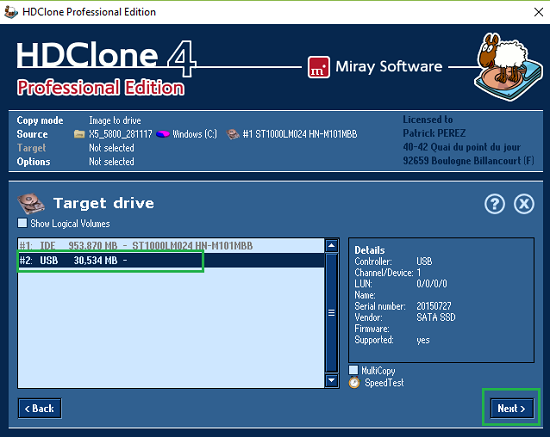 HDClone Professional Edition
HDClone 4
Professional Edition
Miray Software
Copy mode Image to drive
Source X5_5800_281117 Windows (C:) #1 ST1000LM024 HN-M101MBB
Target Not selected
Options Not selected
Licensed to
Patrick PEREZ
40-42 Quai du point du jour
92659 Boulogne Billancourt (F)
Target drive
Show Logical Volumes
#1: IDE 953,870 MB - ST1000LM024 HN-M101MBB
#2: USB 30,534 MB -
Details
Controller: USB
Channel/Device: 1
LUN: 0/0/0/0
Name:
Serial number: 20150727
Vendor: SATA SSD
Firmware:
Supported: yes
MultiCopy
SpeedTest
< Back
Next >